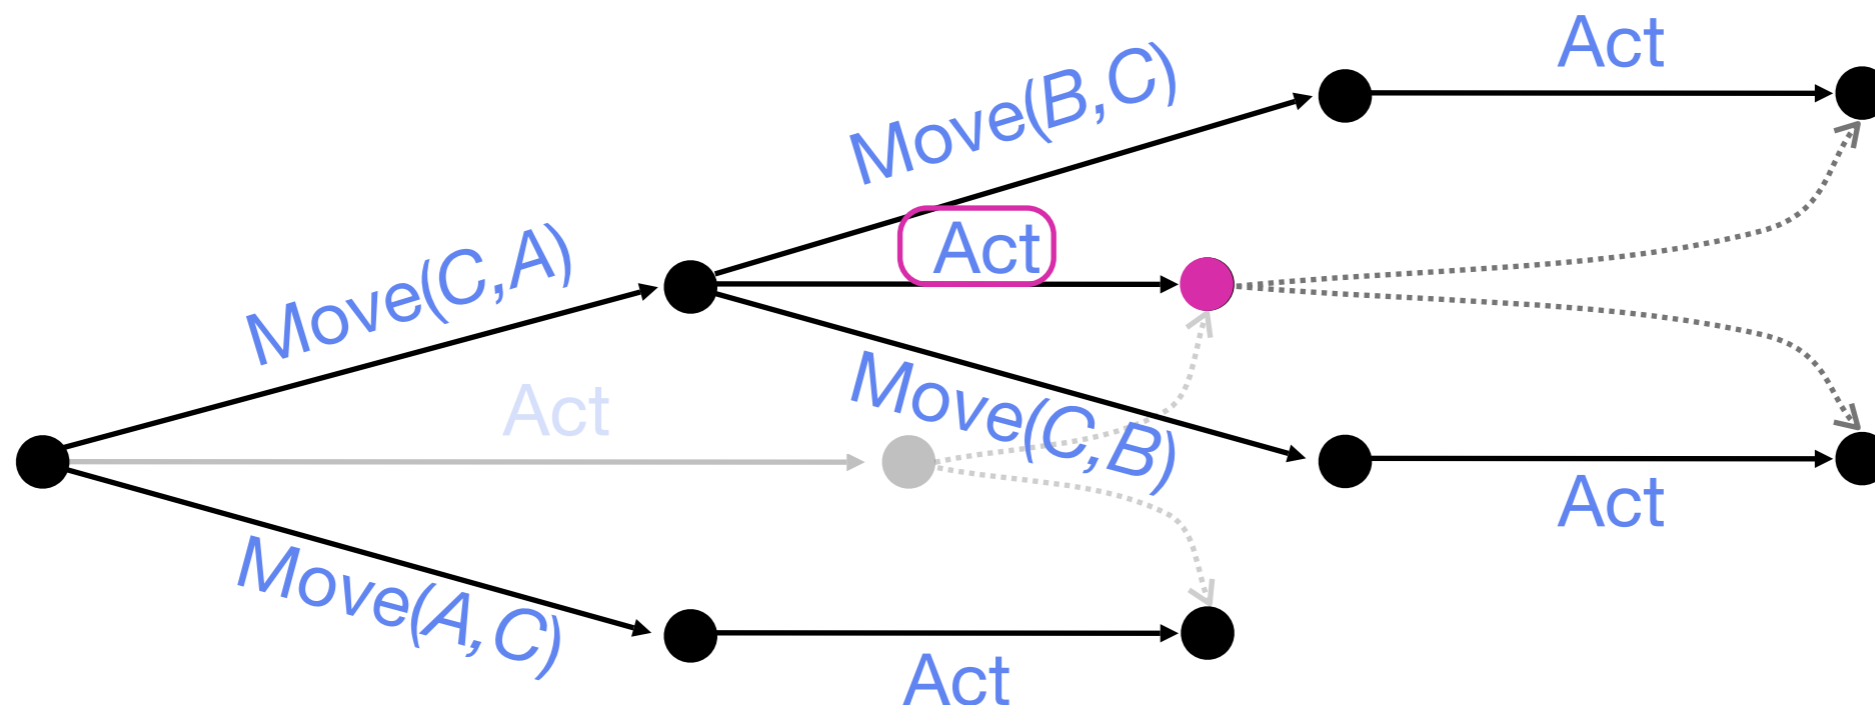 Act
Move(B,C)
Act
Move(C,A)
Act
Move(C,B)
Act
Move(A,C)
Act